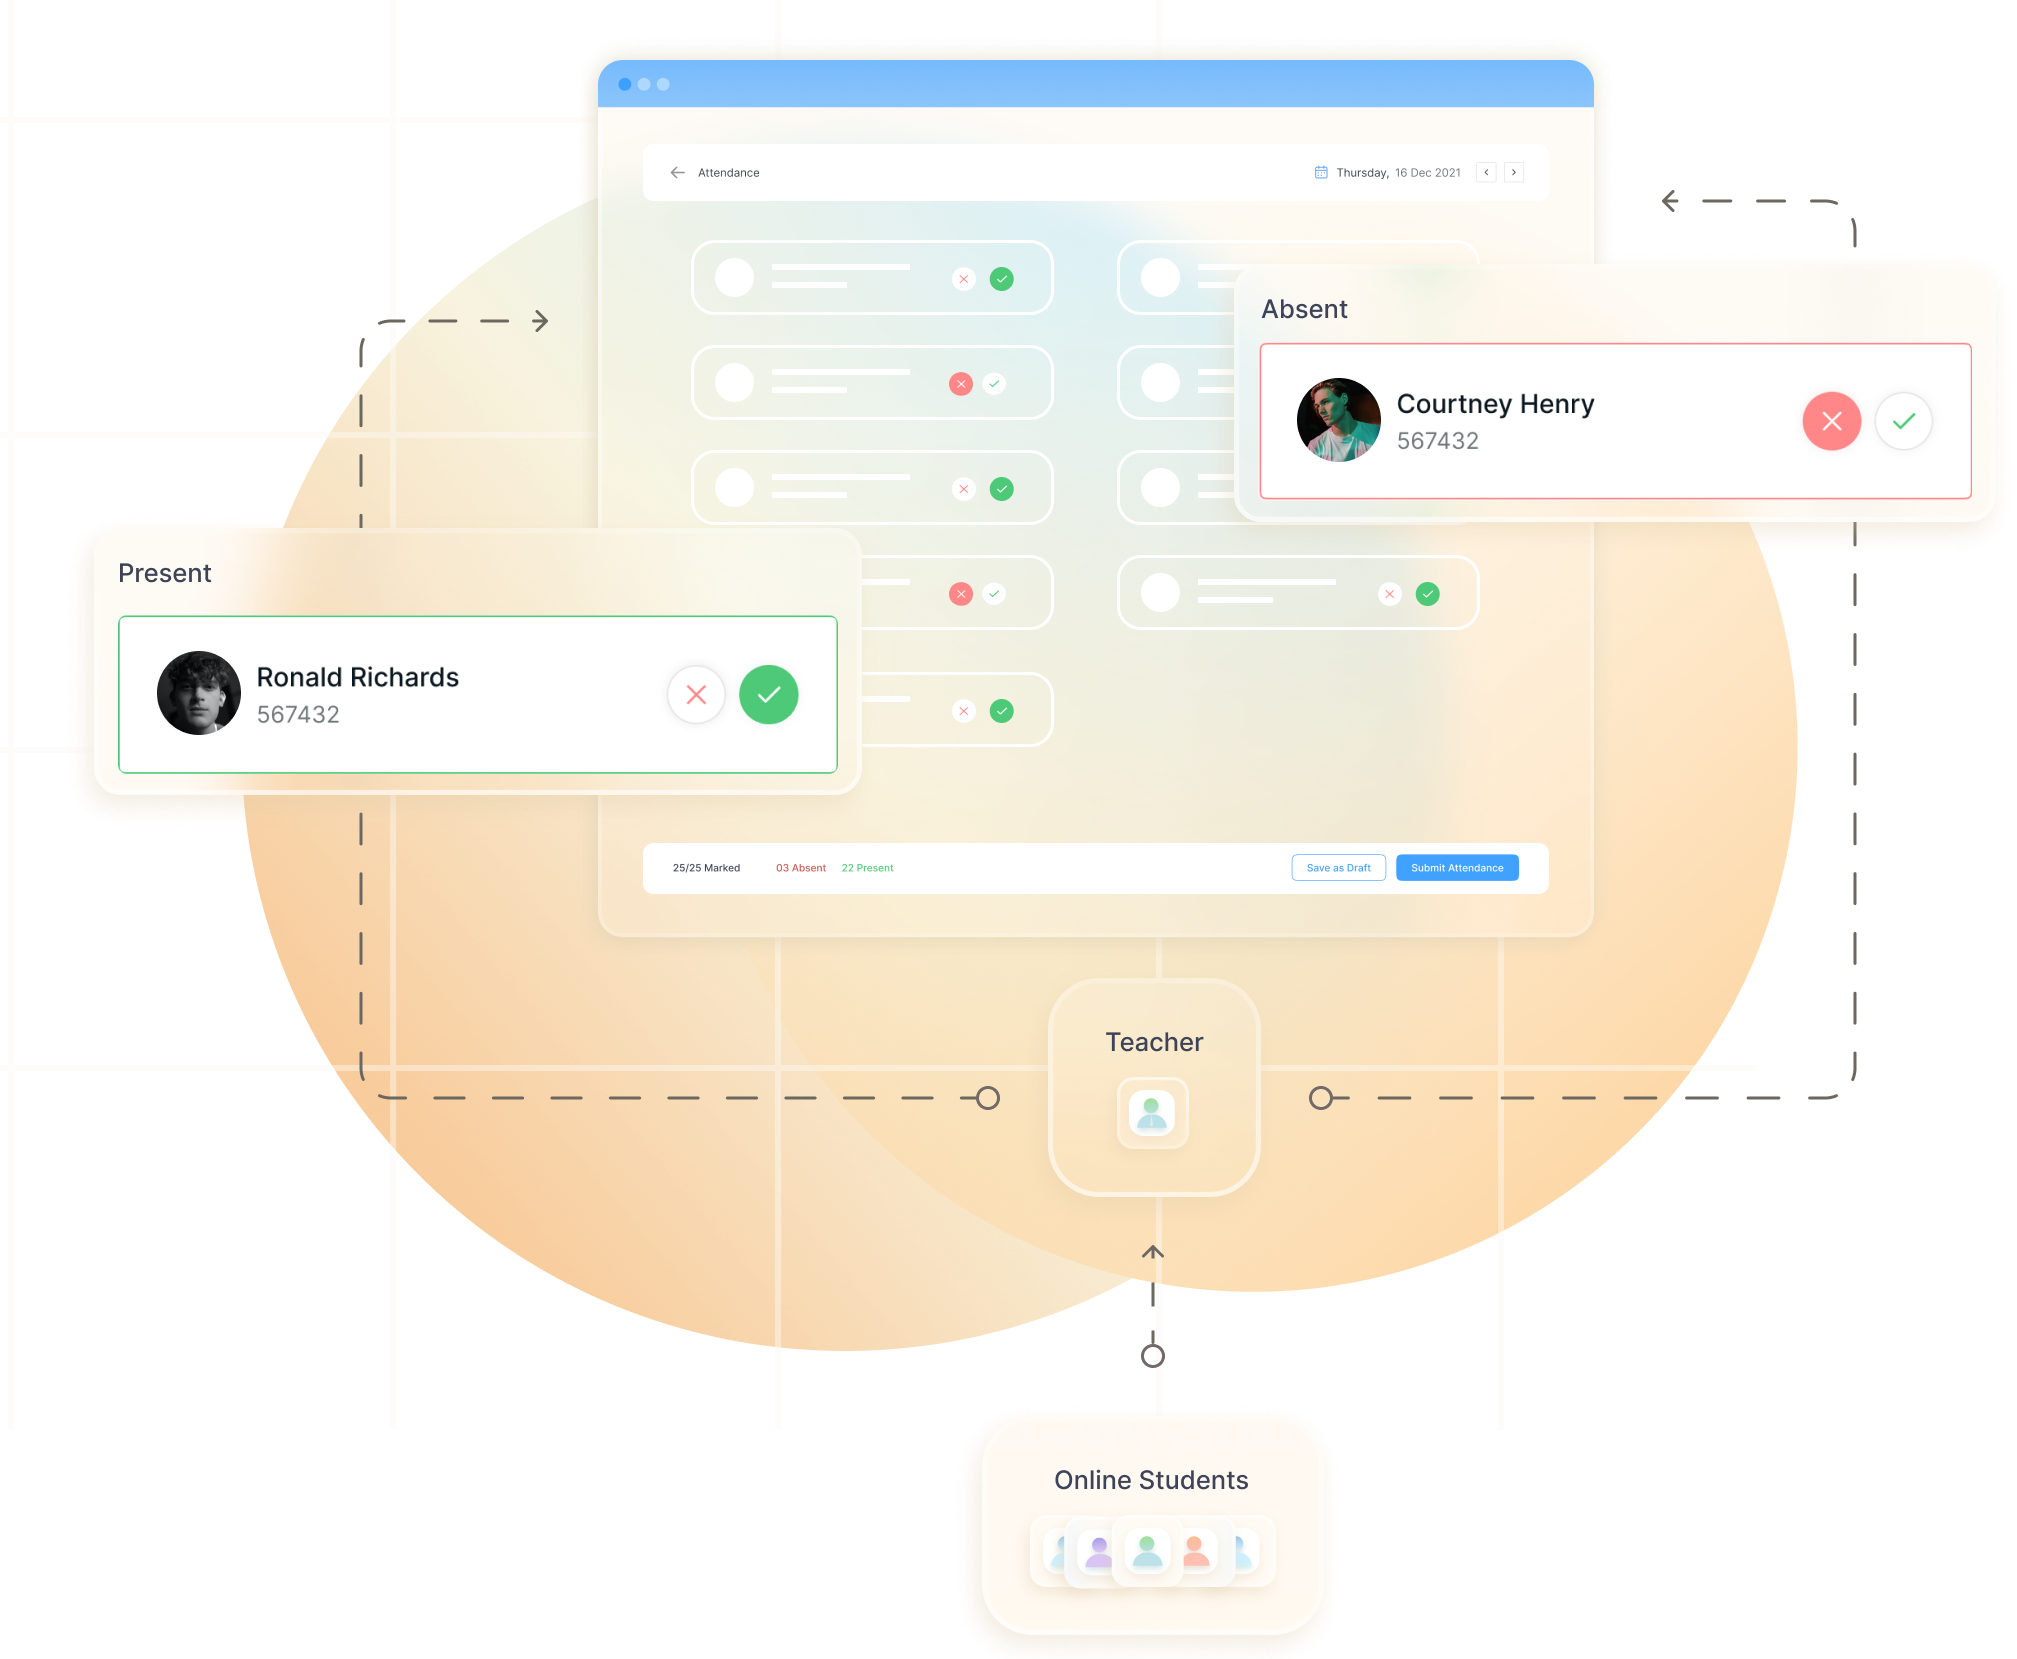 Attendance
Thursday, 16 Dec 2021
Absent
Courtney Henry
567432
Present
Ronald Richards
567432
25/25 Marked 03 Absent 22 Present
Save as Draft Submit Attendance
Teacher
Online Students